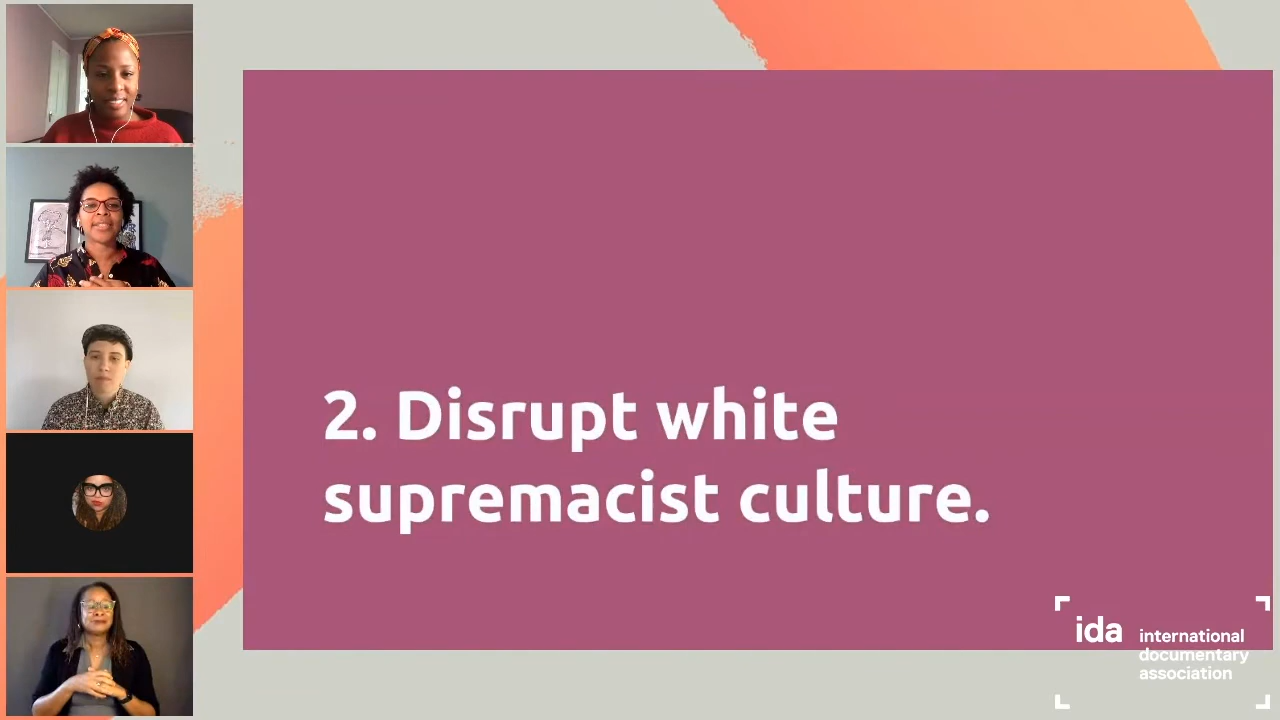 2. Disrupt white
supremacist culture.
ida
international
documentary
association